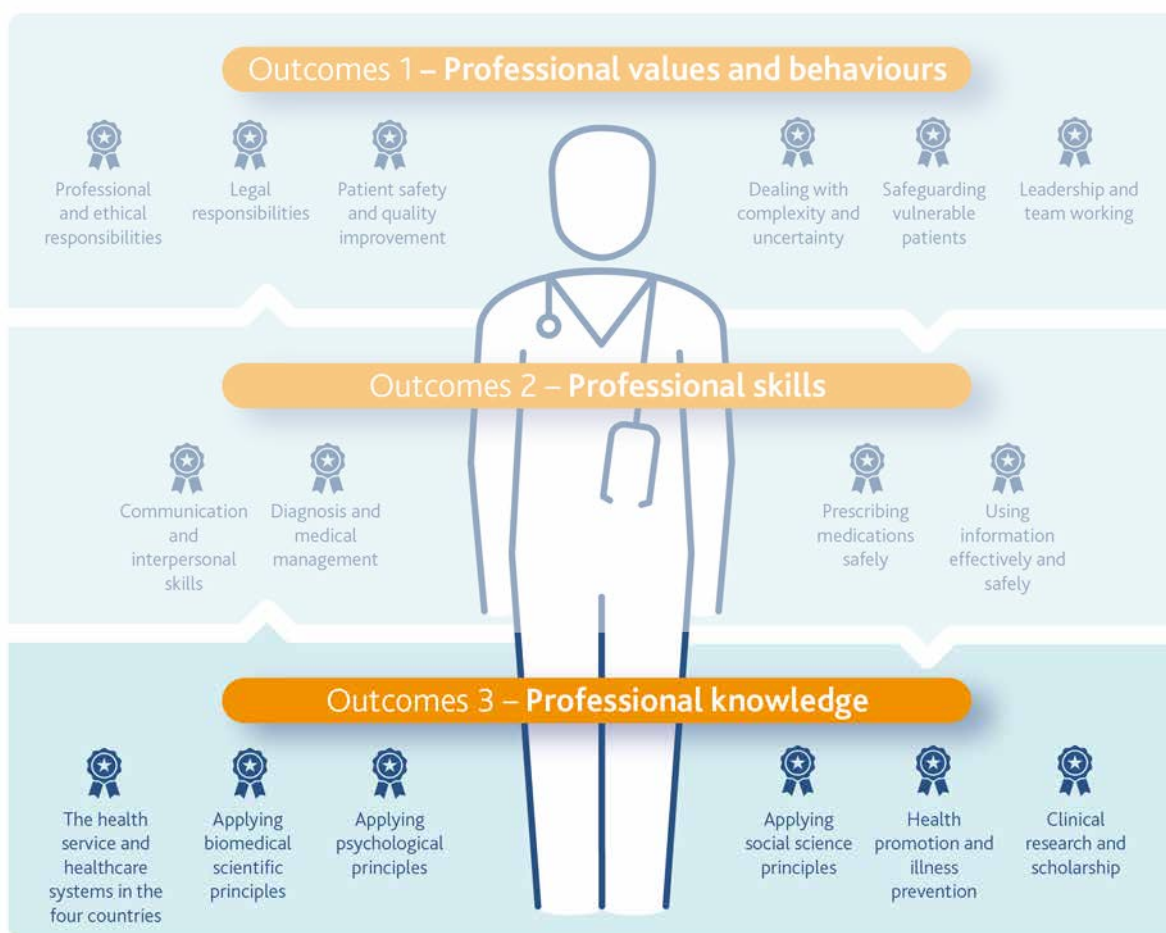 Outcomes 1 – Professional values and behaviours
Professional
and ethical
responsibilities
Legal
responsibilities
Patient safety
and quality
improvement
Dealing with
complexity and
uncertainty
Safeguarding
vulnerable
patients
Leadership and
team working
Outcomes 2 – Professional skills
Communication
and
interpersonal
skills
Diagnosis and
medical
management
Prescribing
medications
safely
Using
information
effectively and
safely
Outcomes 3 – Professional knowledge
The health
service and
healthcare
systems in the
four countries
Applying
biomedical
scientific
principles
Applying
psychological
principles
Applying
social science
principles
Health
promotion and
illness
prevention
Clinical
research and
scholarship